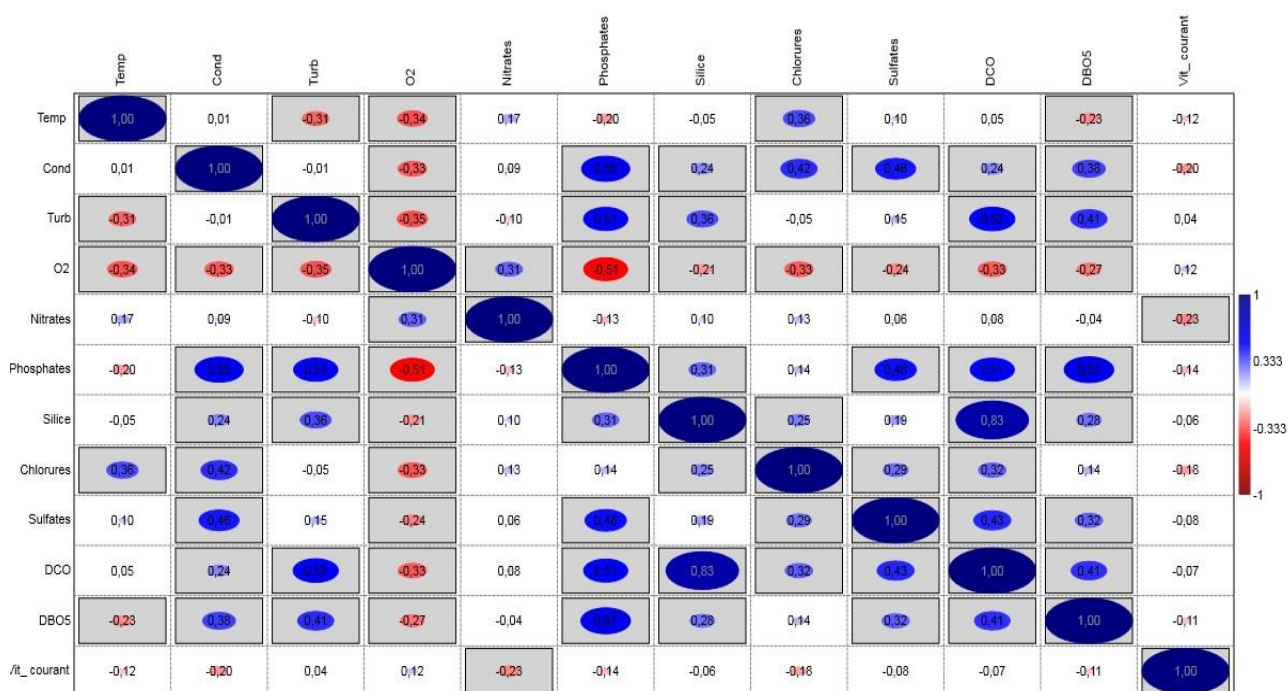 Temp Cond Turb O2 Nitrates Phosphates Silice Chlorures Sulfates DCO DBO5 Vit_ courant
Temp 1,00 0,01 -0,31 -0,34 0,17 -0,20 -0,05 0,36 0,10 0,05 -0,23 -0,12
Cond 0,01 1,00 -0,01 -0,33 0,09 0,55 0,24 0,42 0,46 0,24 0,38 -0,20
Turb -0,31 -0,01 1,00 -0,35 -0,10 0,51 0,36 -0,05 0,15 0,52 0,41 0,04
O2 -0,34 -0,33 -0,35 1,00 0,31 -0,51 -0,21 -0,33 -0,24 -0,33 -0,27 0,12
Nitrates 0,17 0,09 -0,10 0,31 1,00 -0,13 0,10 0,13 0,06 0,08 -0,04 -0,23
1
Phosphates -0,20 0,55 0,51 -0,51 -0,13 1,00 0,31 0,14 0,48 0,51 0,57 -0,14
0.333
Silice -0,05 0,24 0,36 -0,21 0,10 0,31 1,00 0,25 0,19 0,83 0,28 -0,06
-0.333
Chlorures 0,36 0,42 -0,05 -0,33 0,13 0,14 0,25 1,00 0,29 0,32 0,14 -0,18
-1
Sulfates 0,10 0,46 0,15 -0,24 0,06 0,48 0,19 0,29 1,00 0,43 0,32 -0,08
DCO 0,05 0,24 0,52 -0,33 0,08 0,51 0,83 0,32 0,43 1,00 0,41 -0,07
DBO5 -0,23 0,38 0,41 -0,27 -0,04 0,57 0,28 0,14 0,32 0,41 1,00 -0,11
/it_ courant -0,12 -0,20 0,04 0,12 -0,23 -0,14 -0,06 -0,18 -0,08 -0,07 -0,11 1,00